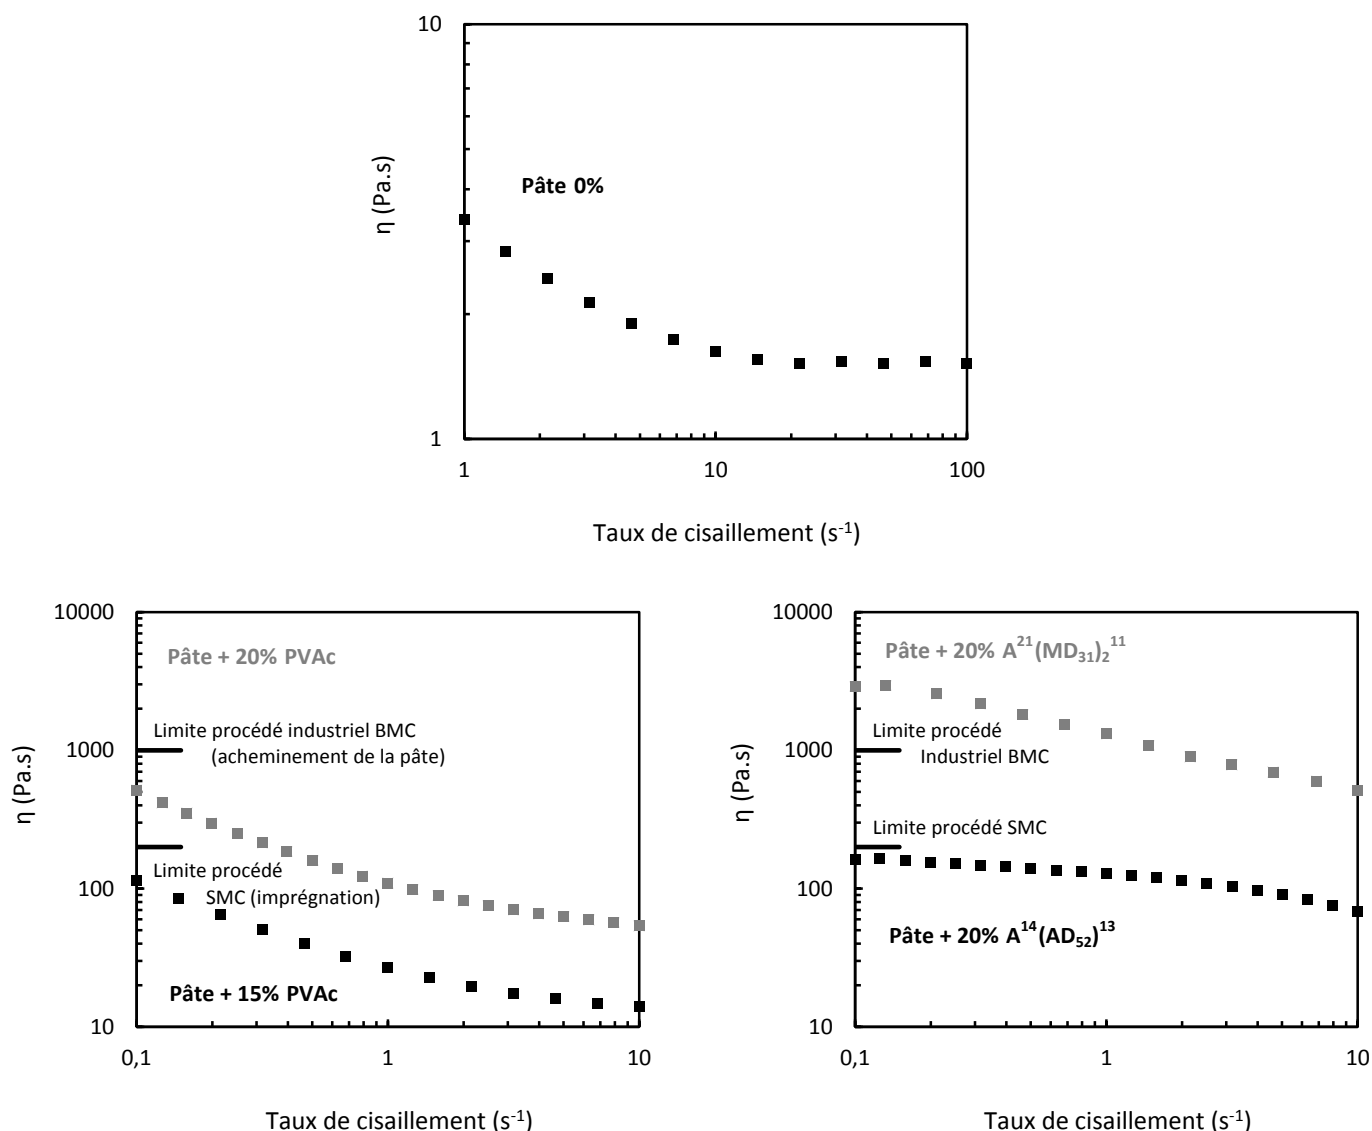 10
η (Pa.s)
Pâte 0%
1
1
10
100
Taux de cisaillement (s⁻¹)
10000
Pâte + 20% PVAc
Limite procédé industriel BMC
(acheminement de la pâte)
1000
η (Pa.s)
Limite procédé
SMC (imprégnation)
100
Pâte + 15% PVAc
10
0,1
1
10
Taux de cisaillement (s⁻¹)
10000
Pâte + 20% A²¹(MD₃₁)₂¹¹
Limite procédé
Industriel BMC
1000
η (Pa.s)
Limite procédé SMC
100
Pâte + 20% A¹⁴(AD₅₂)¹³
10
0,1
1
10
Taux de cisaillement (s⁻¹)